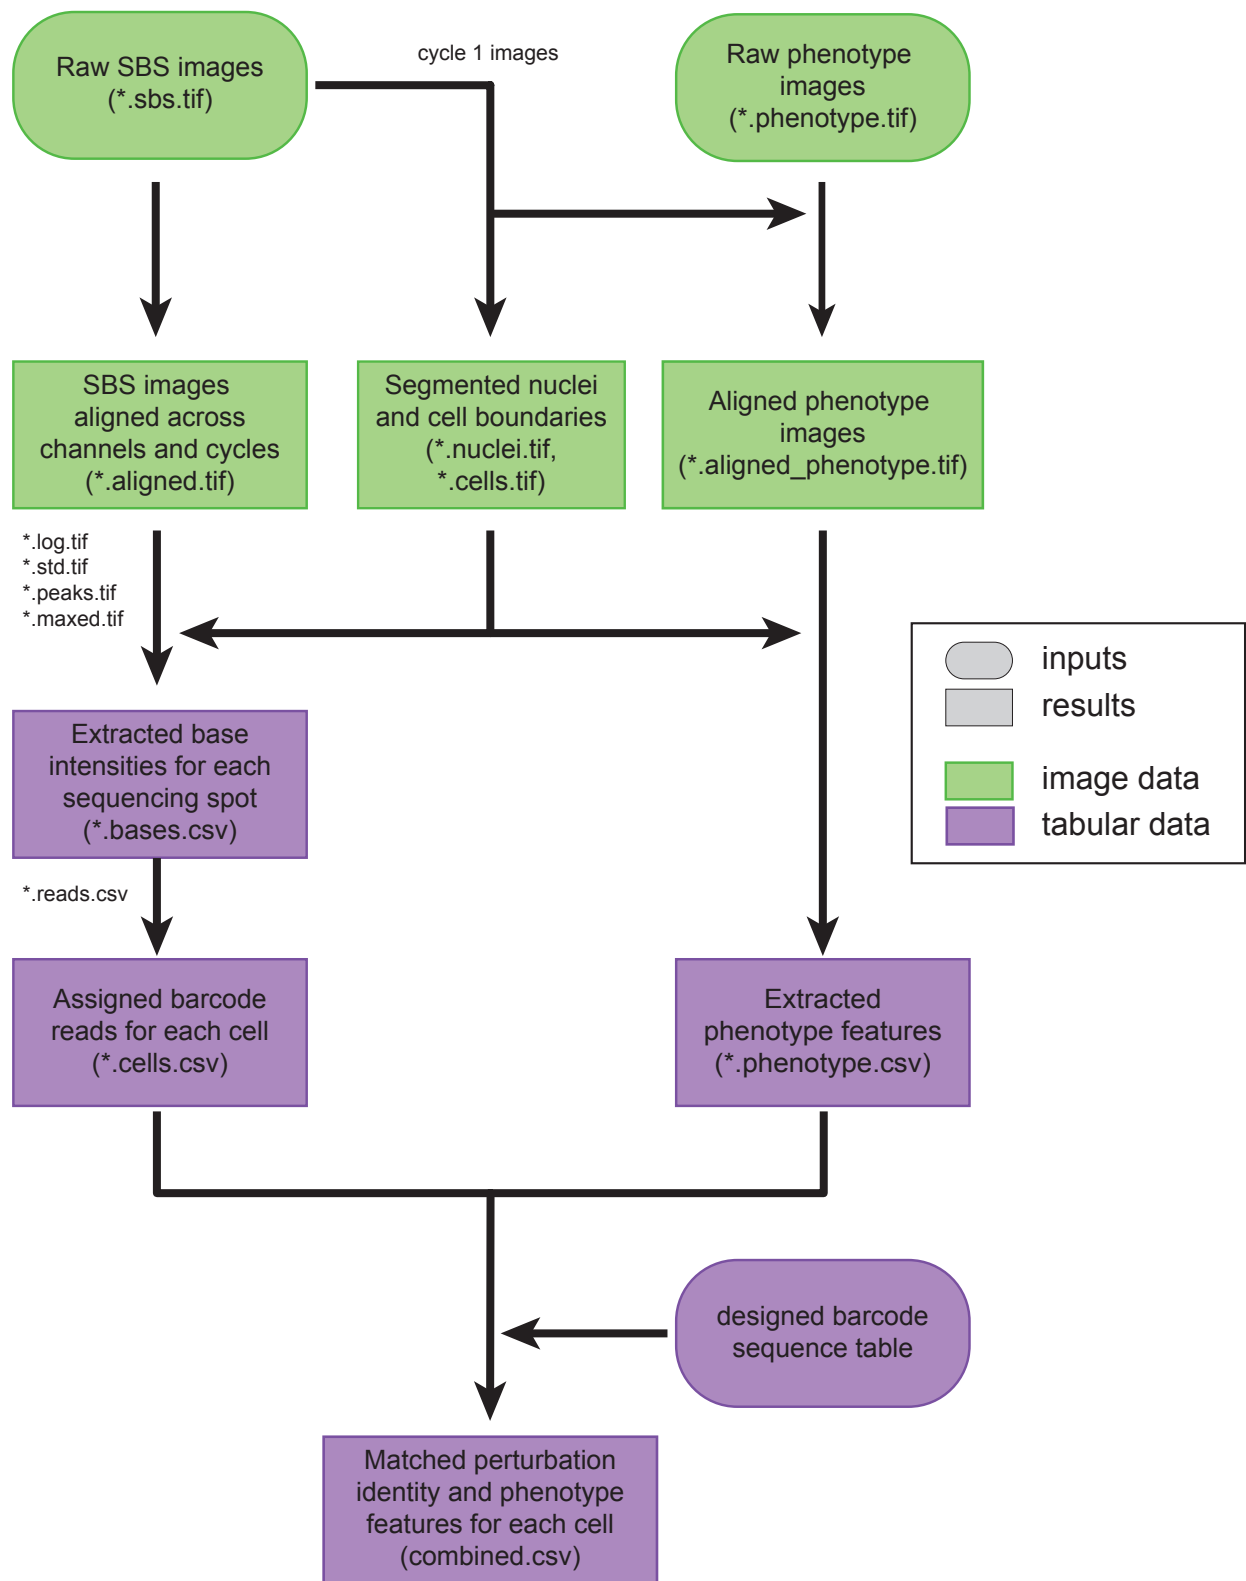 Raw SBS images
(*.sbs.tif)
cycle 1 images
Raw phenotype
images
(*.phenotype.tif)
SBS images
aligned across
channels and cycles
(*.aligned.tif)
Segmented nuclei
and cell boundaries
(*.nuclei.tif,
*.cells.tif)
Aligned phenotype
images
(*.aligned_phenotype.tif)
*.log.tif
*.std.tif
*.peaks.tif
*.maxed.tif
inputs
results
image data
tabular data
Extracted base
intensities for each
sequencing spot
(*.bases.csv)
*.reads.csv
Assigned barcode
reads for each cell
(*.cells.csv)
Extracted
phenotype features
(*.phenotype.csv)
designed barcode
sequence table
Matched perturbation
identity and phenotype
features for each cell
(combined.csv)